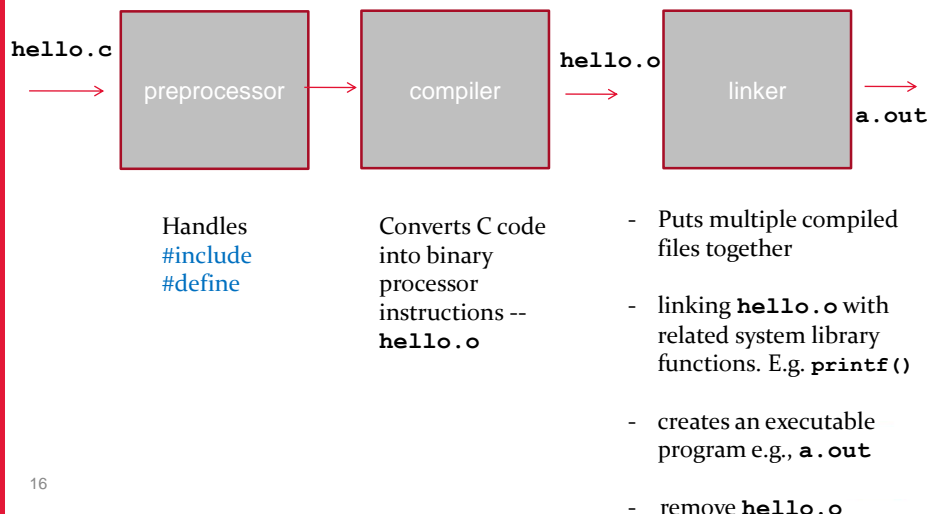 hello.c
preprocessor
compiler
hello.o
linker
a.out
Handles
#include
#define
Converts C code
into binary
processor
instructions --
hello.o
- Puts multiple compiled
files together
- linking hello.o with
related system library
functions. E.g. printf()
- creates an executable
program e.g., a.out
- remove hello.o
16